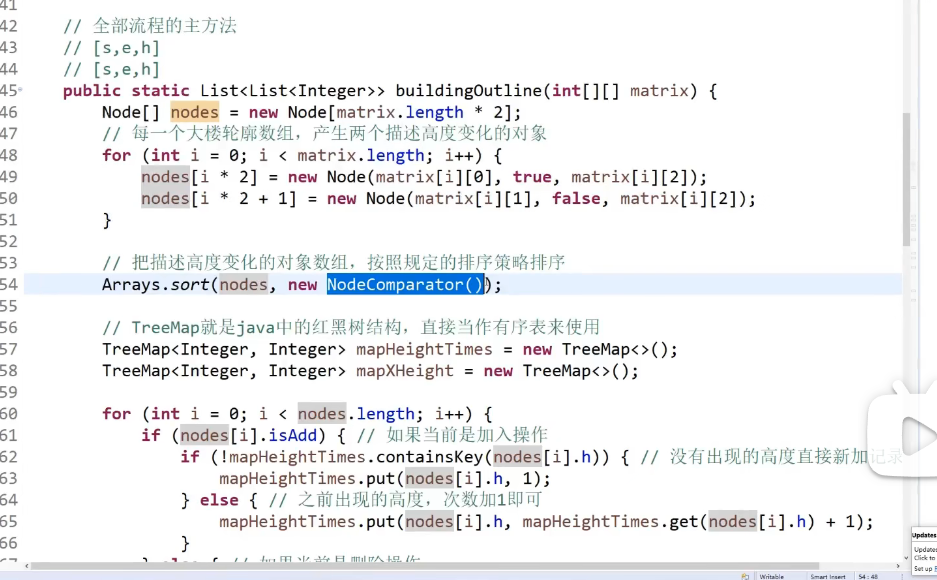 41
42 // 全部流程的主方法
43 // [s,e,h]
44 // [s,e,h]
45 public static List<List<Integer>> buildingOutline(int[][] matrix) {
46 Node[] nodes = new Node[matrix.length * 2];
47 // 每一个大楼轮廓数组，产生两个描述高度变化的对象
48 for (int i = 0; i < matrix.length; i++) {
49 nodes[i * 2] = new Node(matrix[i][0], true, matrix[i][2]);
50 nodes[i * 2 + 1] = new Node(matrix[i][1], false, matrix[i][2]);
51 }
52
53 // 把描述高度变化的对象数组，按照规定的排序策略排序
54 Arrays.sort(nodes, new NodeComparator());
55
56 // TreeMap就是java中的红黑树结构，直接当作有序表来使用
57 TreeMap<Integer, Integer> mapHeightTimes = new TreeMap<>();
58 TreeMap<Integer, Integer> mapXHeight = new TreeMap<>();
59
60 for (int i = 0; i < nodes.length; i++) {
61 if (nodes[i].isAdd) { // 如果当前是加入操作
62 if (!mapHeightTimes.containsKey(nodes[i].h)) { // 没有出现的高度直接新加记录
63 mapHeightTimes.put(nodes[i].h, 1);
64 } else { // 之前出现的高度，次数加1即可
65 mapHeightTimes.put(nodes[i].h, mapHeightTimes.get(nodes[i].h) + 1);
66 }
67 } else { // 如果当前是删除操作
Updates
Updates
Click to
Set up
Writable Smart Insert 54 : 48